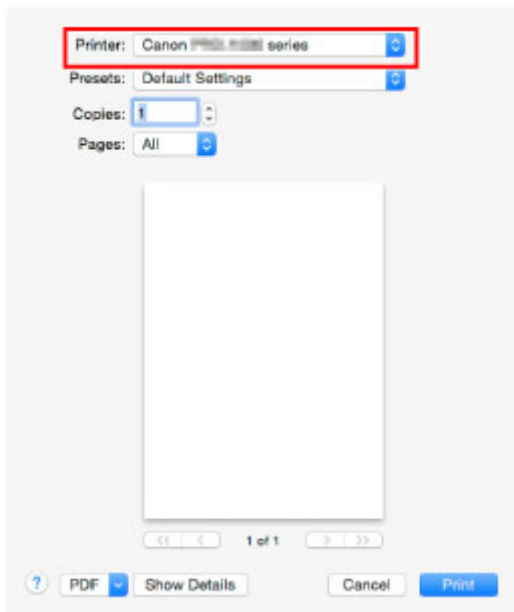 Printer: Canon series
Presets: Default Settings
Copies: 1
Pages: All
<< < 1 of 1 > >>
? PDF Show Details Cancel Print